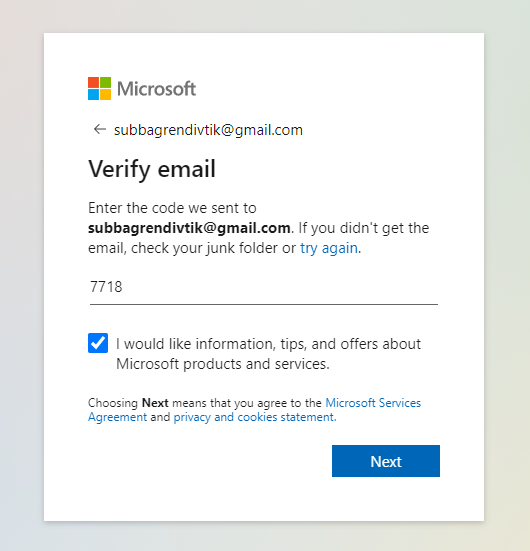 Microsoft
← subbagrendivtik@gmail.com
Verify email
Enter the code we sent to
subbagrendivtik@gmail.com. If you didn't get the
email, check your junk folder or try again.
7718
I would like information, tips, and offers about
Microsoft products and services.
Choosing Next means that you agree to the Microsoft Services
Agreement and privacy and cookies statement.
Next